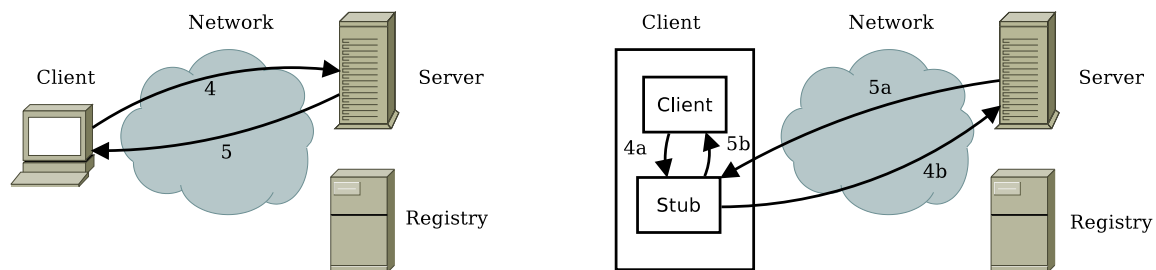 Network
Client
Server
4
5
Registry
Client
Network
Server
5a
Client
4a
5b
4b
Stub
Registry